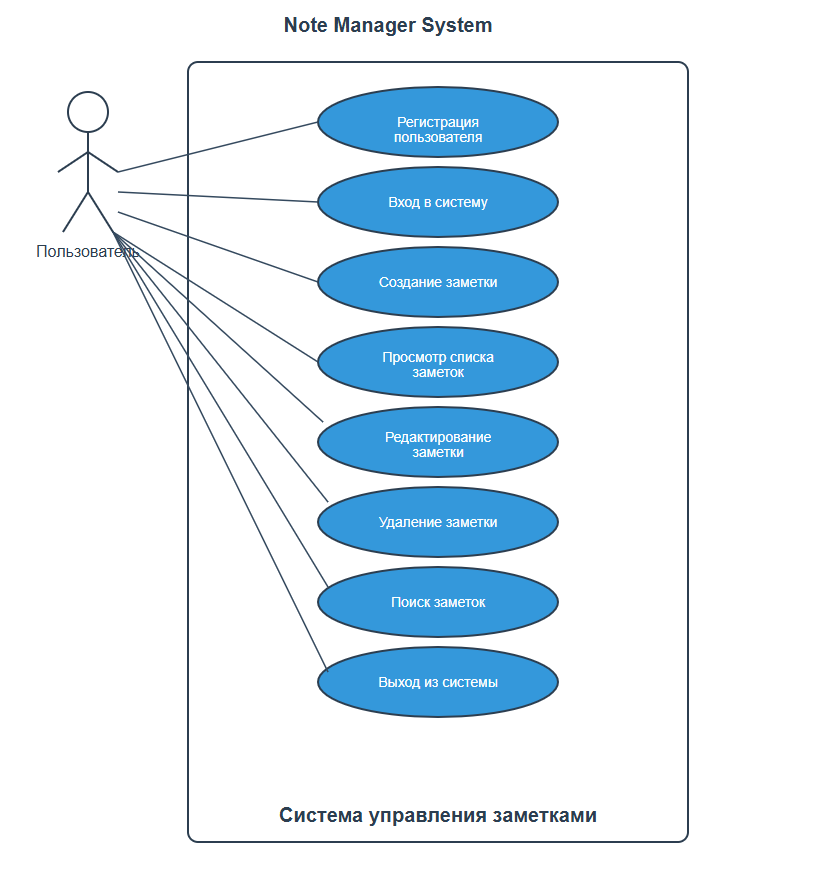 Note Manager System
Регистрация
пользователя
Вход в систему
Пользователь
Создание заметки
Просмотр списка
заметок
Редактирование
заметки
Удаление заметки
Поиск заметок
Выход из системы
Система управления заметками